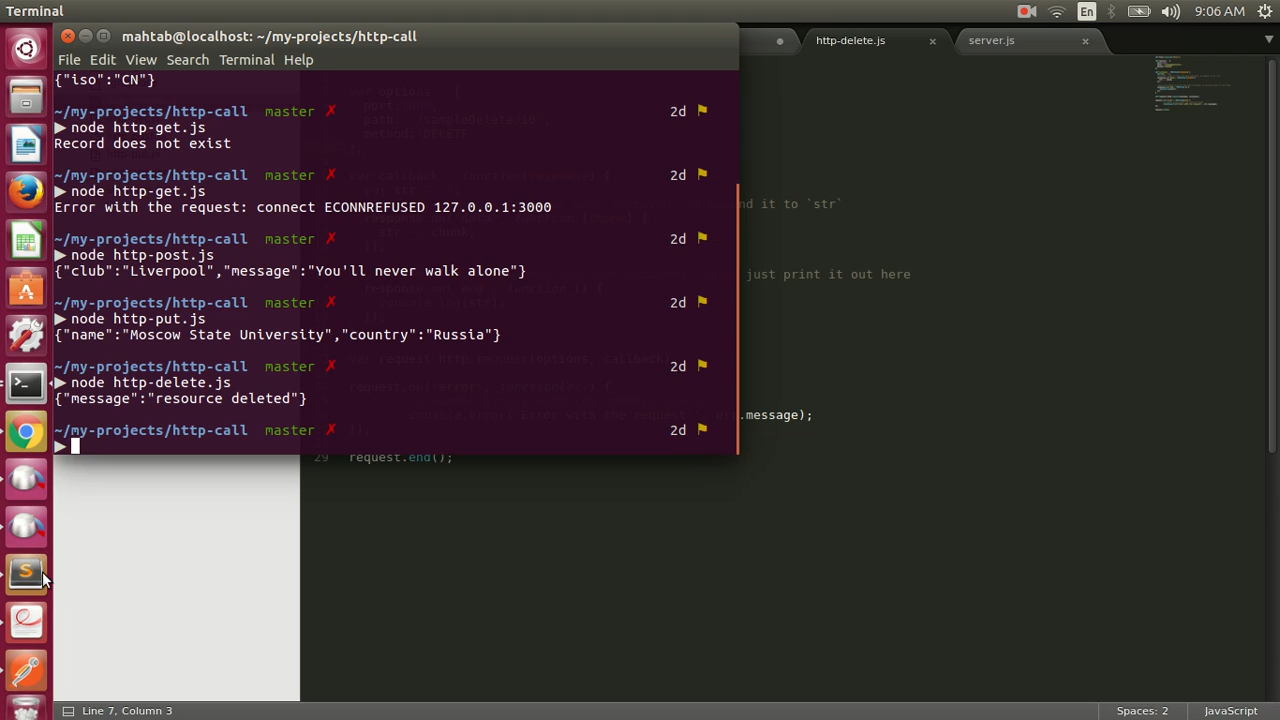 Terminal
En
9:06 AM
mahtab@localhost: ~/my-projects/http-call
http-delete.js
server.js
File Edit View Search Terminal Help
{"iso":"CN"}
~/my-projects/http-call master ✗ 2d ⚑
▶ node http-get.js
Record does not exist
~/my-projects/http-call master ✗ 2d ⚑
▶ node http-get.js
Error with the request: connect ECONNREFUSED 127.0.0.1:3000
nd it to `str`
~/my-projects/http-call master ✗ 2d ⚑
▶ node http-post.js
{"club":"Liverpool","message":"You'll never walk alone"}
just print it out here
~/my-projects/http-call master ✗ 2d ⚑
▶ node http-put.js
{"name":"Moscow State University","country":"Russia"}
~/my-projects/http-call master ✗ 2d ⚑
▶ node http-delete.js
{"message":"resource deleted"}
.message);
~/my-projects/http-call master ✗ 2d ⚑
▶
29 request.end();
Line 7, Column 3
Spaces: 2
JavaScript